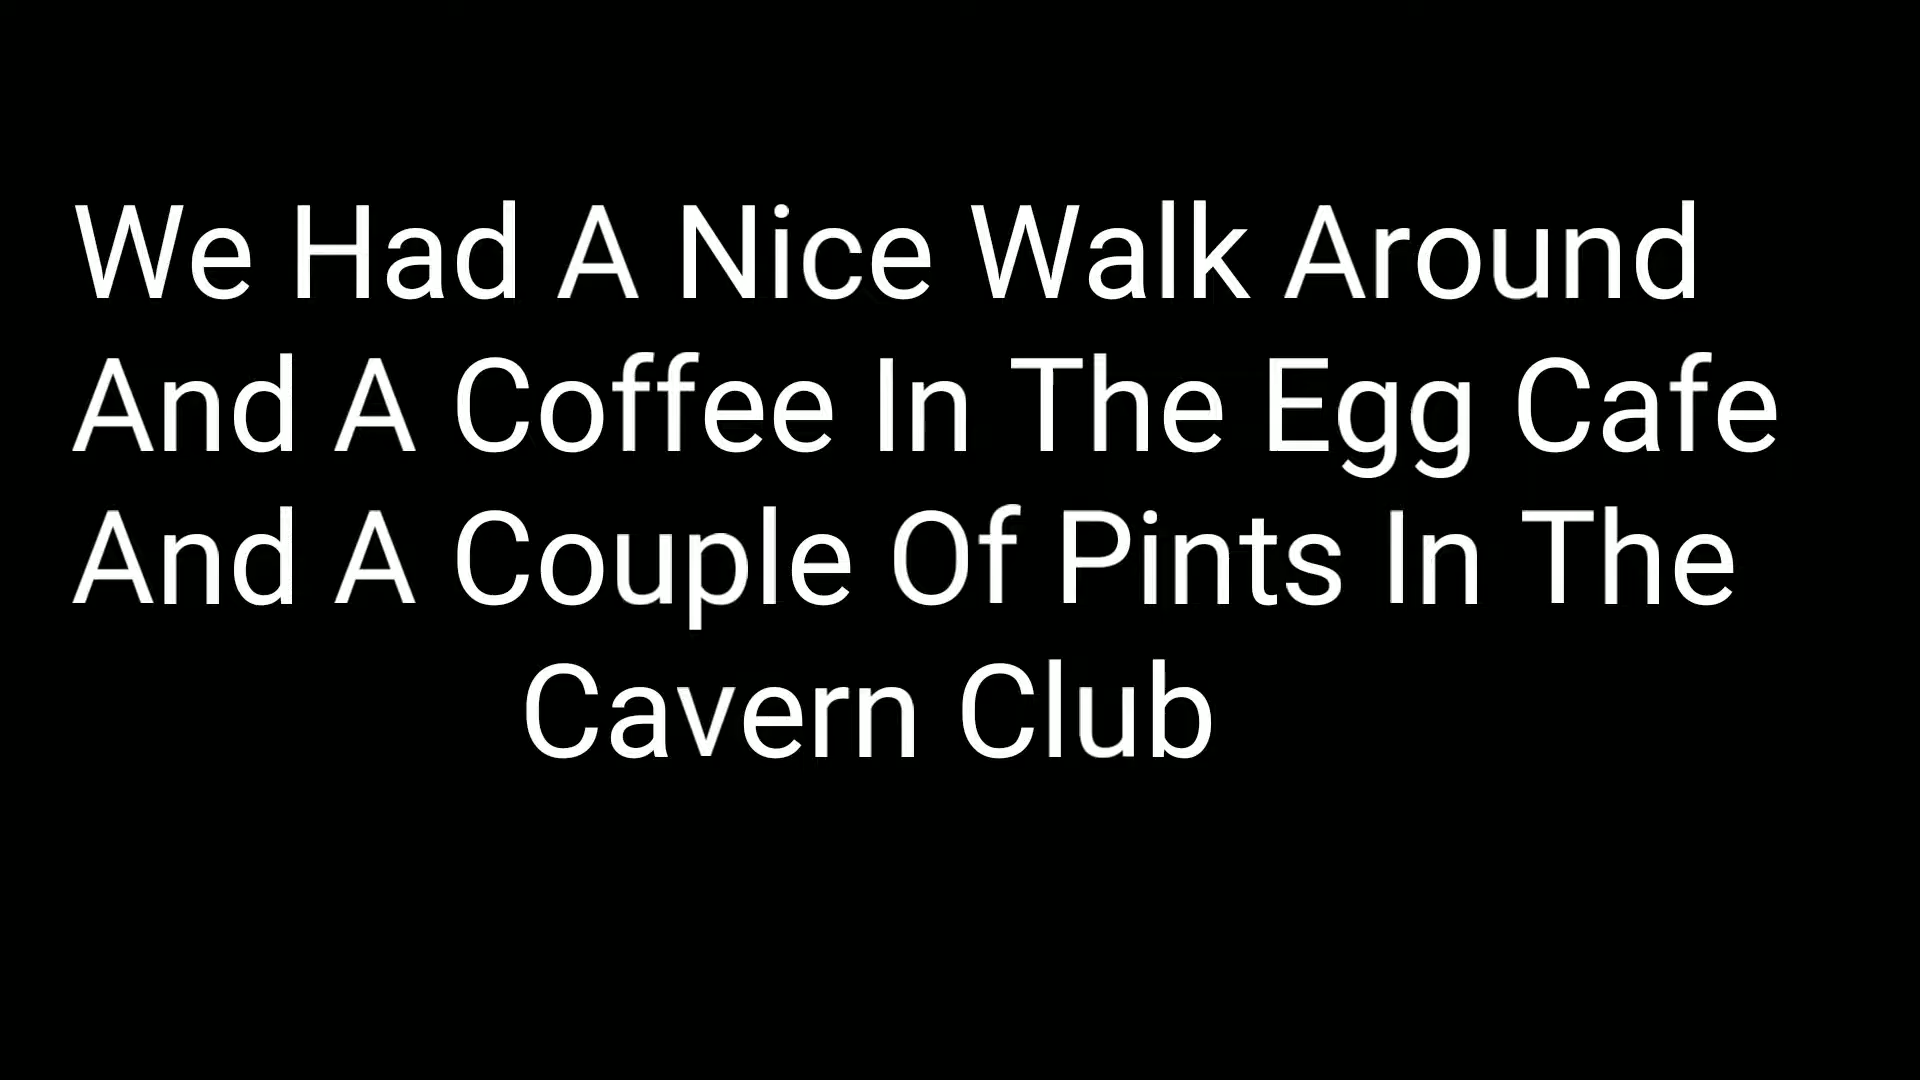 We Had A Nice Walk Around
And A Coffee In The Egg Cafe
And A Couple Of Pints In The
Cavern Club